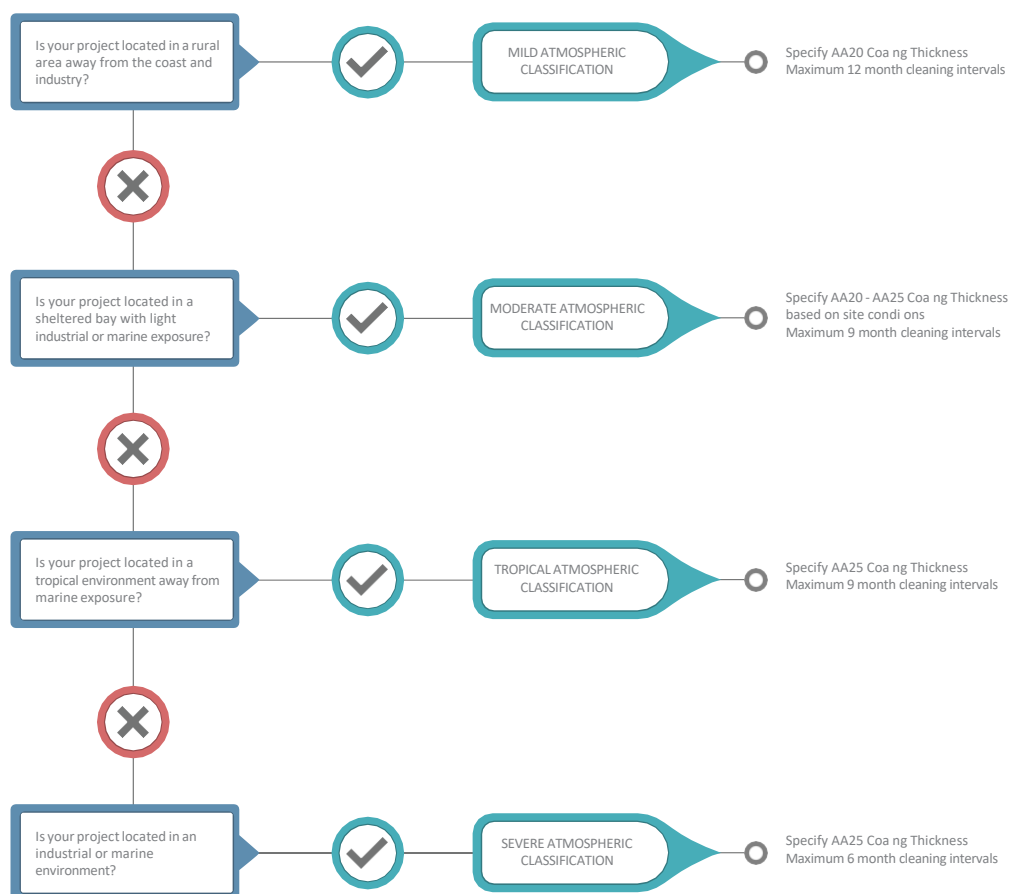 Is your project located in a rural
area away from the coast and
industry?
MILD ATMOSPHERIC
CLASSIFICATION
Specify AA20 Coa ng Thickness
Maximum 12 month cleaning intervals
Is your project located in a
sheltered bay with light
industrial or marine exposure?
MODERATE ATMOSPHERIC
CLASSIFICATION
Specify AA20 - AA25 Coa ng Thickness
based on site condi ons
Maximum 9 month cleaning intervals
Is your project located in a
tropical environment away from
marine exposure?
TROPICAL ATMOSPHERIC
CLASSIFICATION
Specify AA25 Coa ng Thickness
Maximum 9 month cleaning intervals
Is your project located in an
industrial or marine
environment?
SEVERE ATMOSPHERIC
CLASSIFICATION
Specify AA25 Coa ng Thickness
Maximum 6 month cleaning intervals